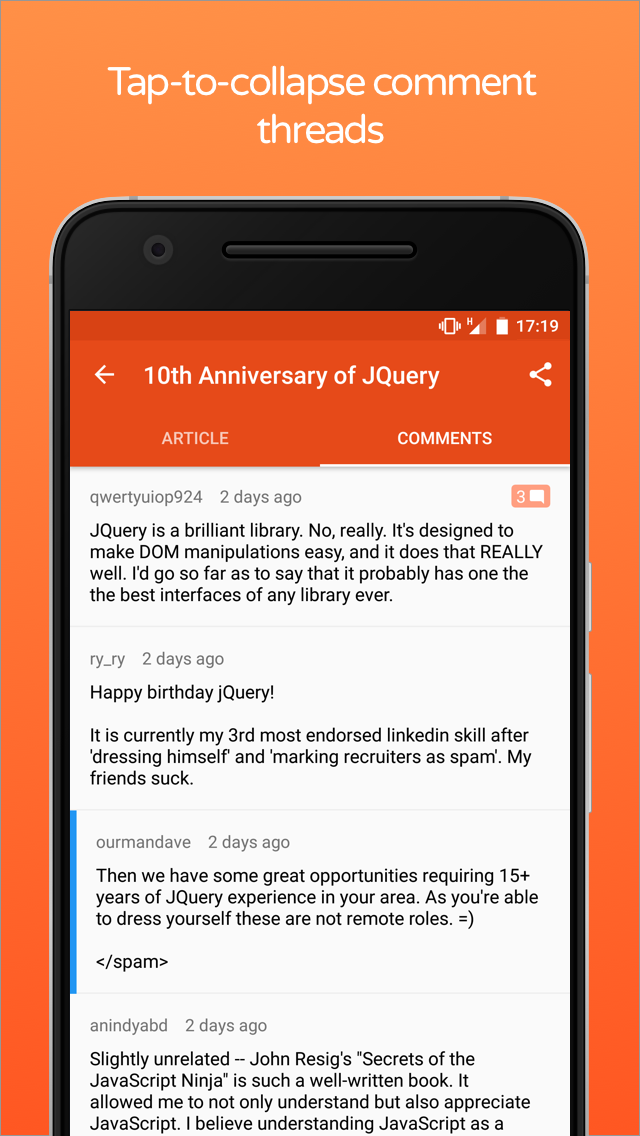 Tap-to-collapse comment
threads
H
17:19
10th Anniversary of JQuery
ARTICLE
COMMENTS
qwertyuiop924 2 days ago
3
JQuery is a brilliant library. No, really. It's designed to
make DOM manipulations easy, and it does that REALLY
well. I'd go so far as to say that it probably has one the
the best interfaces of any library ever.
ry_ry 2 days ago
Happy birthday jQuery!
It is currently my 3rd most endorsed linkedin skill after
'dressing himself' and 'marking recruiters as spam'. My
friends suck.
ourmandave 2 days ago
Then we have some great opportunities requiring 15+
years of JQuery experience in your area. As you're able
to dress yourself these are not remote roles. =)
</spam>
anindyabd 2 days ago
Slightly unrelated -- John Resig's "Secrets of the
JavaScript Ninja" is such a well-written book. It
allowed me to not only understand but also appreciate
JavaScript. I believe understanding JavaScript as a